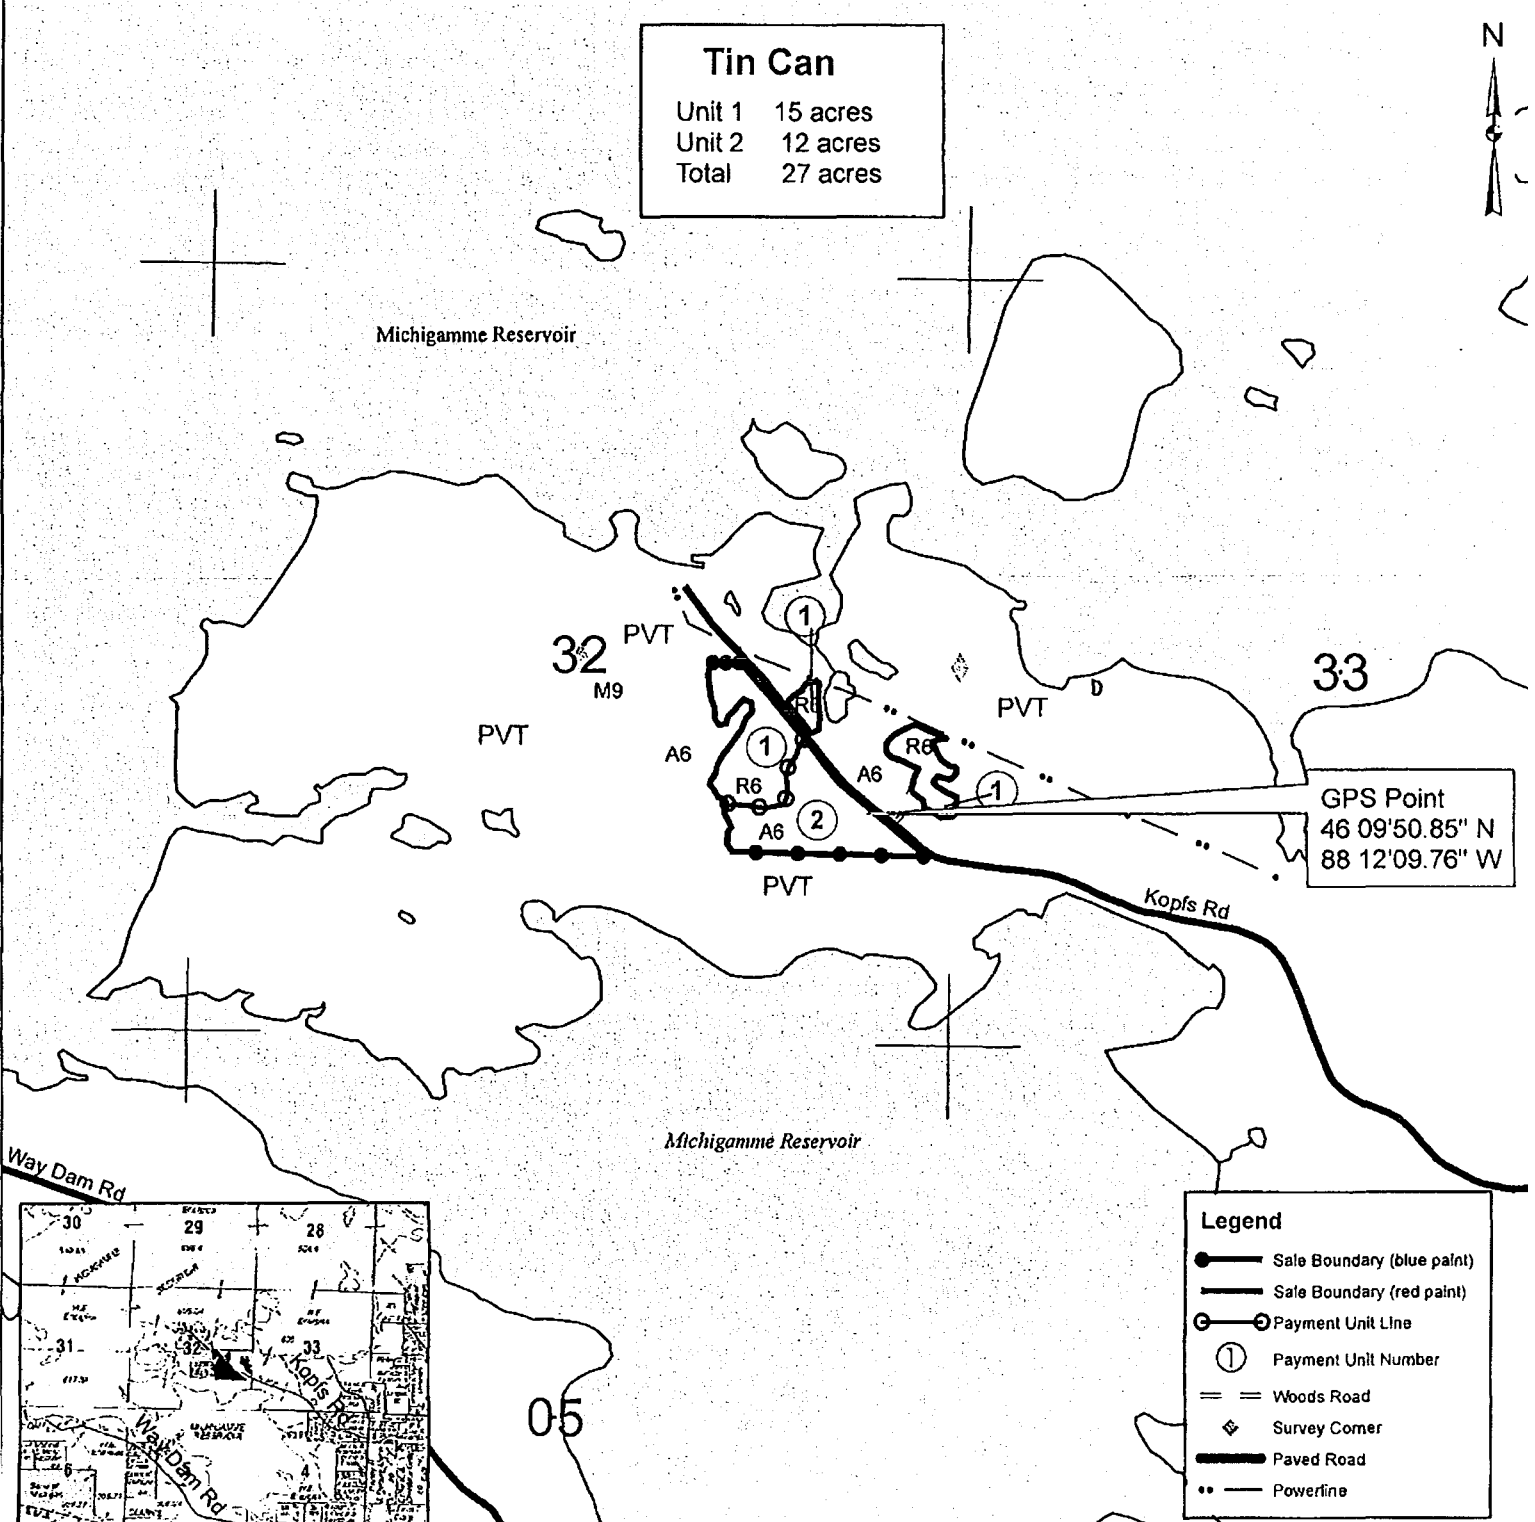 Tin Can
Unit 1 15 acres
Unit 2 12 acres
Total 27 acres
N
Michigamme Reservoir
1
PVT
32
M9
33
D
PVT
R6
PVT
A6
1
R6
A6
R6
1
2
A6
PVT
GPS Point
46 09'50.85" N
88 12'09.76" W
Kopfs Rd
Michigamme Reservoir
Way Dam Rd
30
29
28
31
32
33
Kopfs Rd
Way Dam Rd
6
4
05
Legend
Sale Boundary (blue paint)
Sale Boundary (red paint)
Payment Unit Line
1 Payment Unit Number
Woods Road
Survey Corner
Paved Road
Powerline